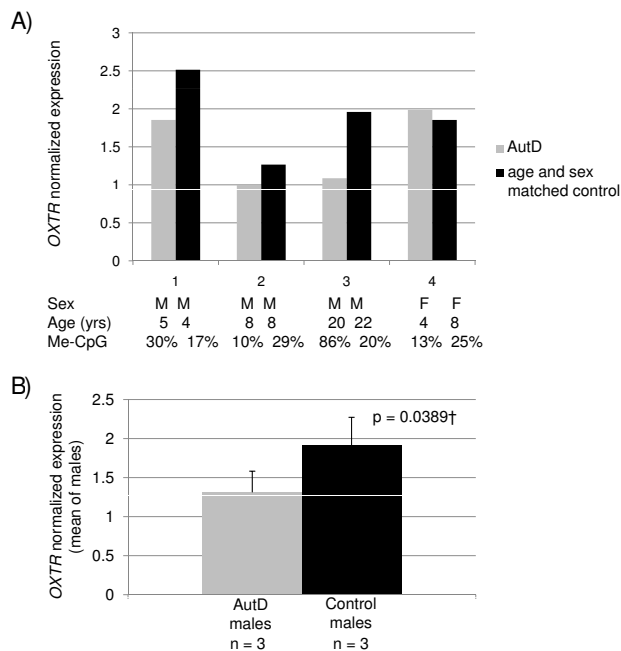 A)
OXTR normalized expression
3
2.5
2
1.5
1
0.5
0
AutD
age and sex
matched control
1 2 3 4
Sex M M M M M M F F
Age (yrs) 5 4 8 8 20 22 4 8
Me-CpG 30% 17% 10% 29% 86% 20% 13% 25%
B)
OXTR normalized expression
(mean of males)
2.5
2
1.5
1
0.5
0
p = 0.0389†
AutD
males
n = 3
Control
males
n = 3